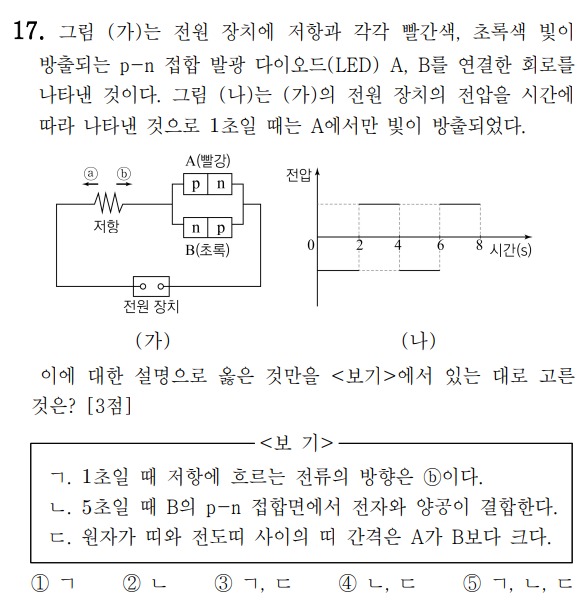 17. 그림 (가)는 전원 장치에 저항과 각각 빨간색, 초록색 빛이
방출되는 p-n 접합 발광 다이오드(LED) A, B를 연결한 회로를
나타낸 것이다. 그림 (나)는 (가)의 전원 장치의 전압을 시간에
따라 나타낸 것으로 1초일 때는 A에서만 빛이 방출되었다.
A(빨강)
ⓐ ⓑ
p n
저항
n p
B(초록)
전원 장치
(가)
전압
0 2 4 6 8 시간(s)
(나)
이에 대한 설명으로 옳은 것만을 <보기>에서 있는 대로 고른
것은? [3점]
<보 기>
ㄱ. 1초일 때 저항에 흐르는 전류의 방향은 ⓑ이다.
ㄴ. 5초일 때 B의 p-n 접합면에서 전자와 양공이 결합한다.
ㄷ. 원자가 띠와 전도띠 사이의 띠 간격은 A가 B보다 크다.
① ㄱ ② ㄴ ③ ㄱ, ㄷ ④ ㄴ, ㄷ ⑤ ㄱ, ㄴ, ㄷ